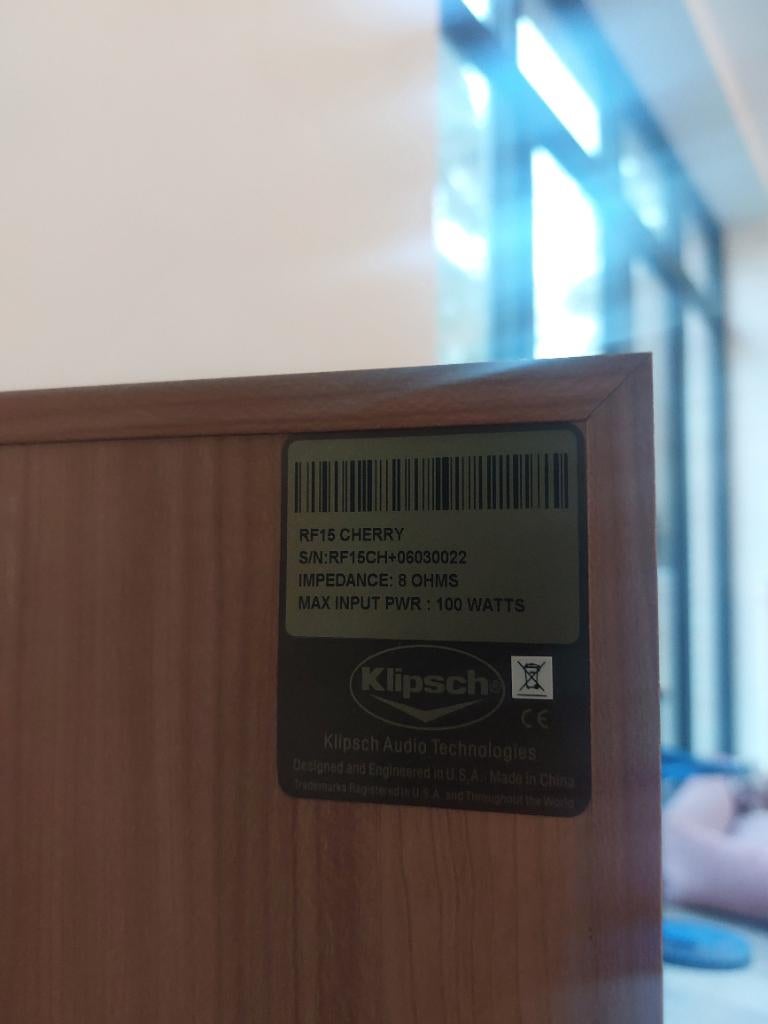 RF15 CHERRY
S/N:RF15CH+06030022
IMPEDANCE: 8 OHMS
MAX INPUT PWR : 100 WATTS
Klipsch®
CE
Klipsch Audio Technologies
Designed and Engineered in U.S.A. Made in China
Trademarks Registered in U.S.A. and Throughout the World